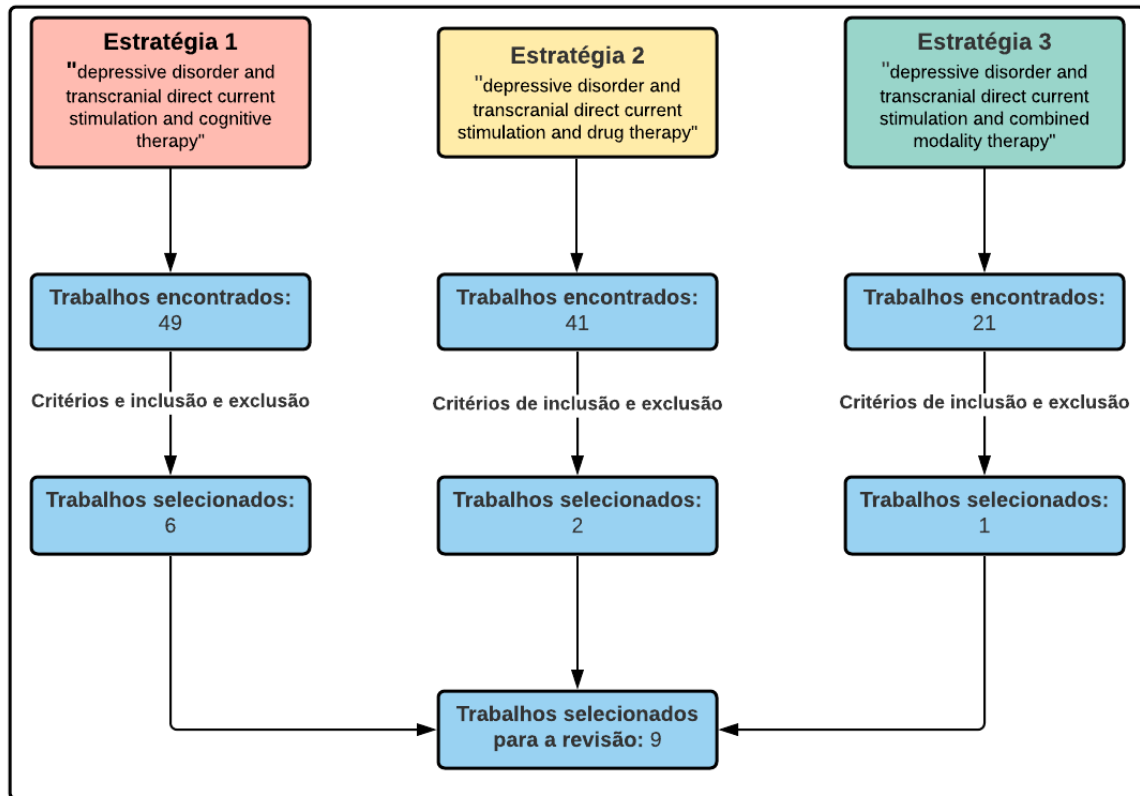 Estratégia 1
"depressive disorder and
transcranial direct current
stimulation and cognitive
therapy"
Estratégia 2
"depressive disorder and
transcranial direct current
stimulation and drug therapy"
Estratégia 3
"depressive disorder and
transcranial direct current
stimulation and combined
modality therapy"
Trabalhos encontrados:
49
Trabalhos encontrados:
41
Trabalhos encontrados:
21
Critérios e inclusão e exclusão
Critérios de inclusão e exclusão
Critérios de inclusão e exclusão
Trabalhos selecionados:
6
Trabalhos selecionados:
2
Trabalhos selecionados:
1
Trabalhos selecionados
para a revisão: 9